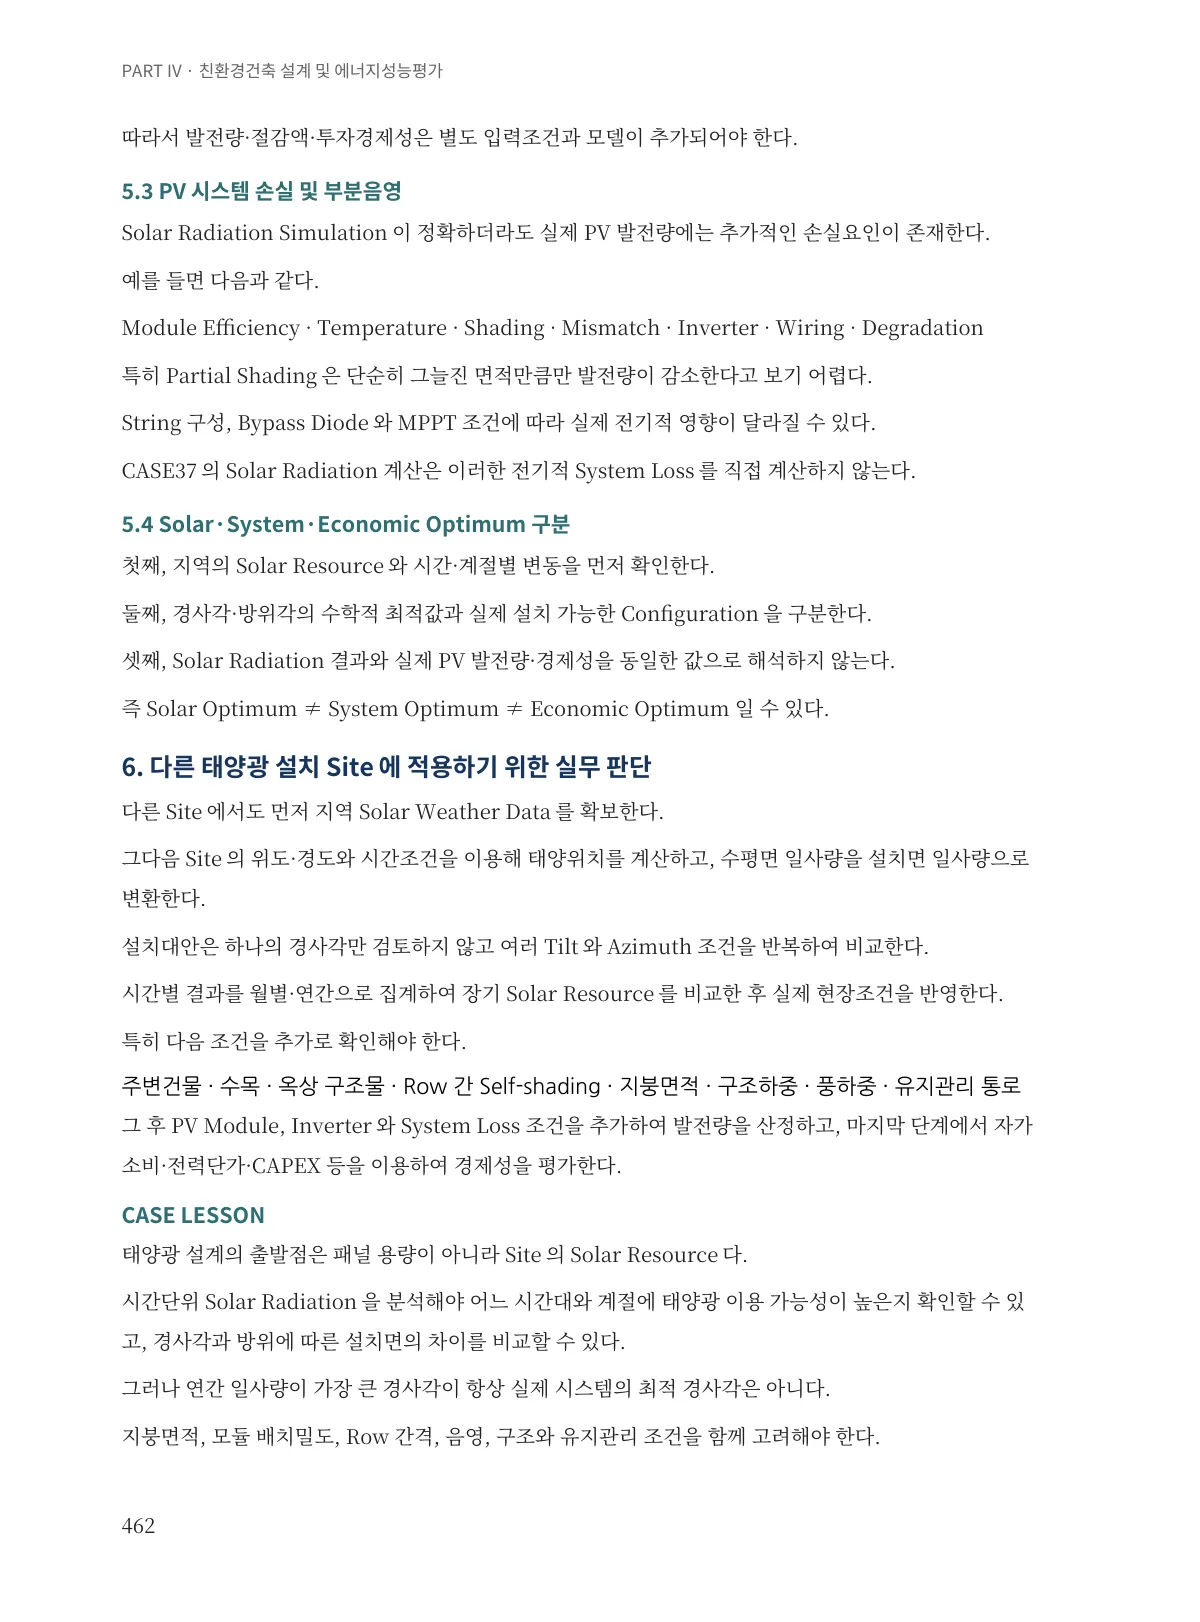 PART IV · 친환경건축 설계 및 에너지성능평가
따라서 발전량·절감액·투자경제성은 별도 입력조건과 모델이 추가되어야 한다.
5.3 PV 시스템 손실 및 부분음영
Solar Radiation Simulation 이 정확하더라도 실제 PV 발전량에는 추가적인 손실요인이 존재한다.
예를 들면 다음과 같다.
Module Efficiency · Temperature · Shading · Mismatch · Inverter · Wiring · Degradation
특히 Partial Shading 은 단순히 그늘진 면적만큼만 발전량이 감소한다고 보기 어렵다.
String 구성, Bypass Diode 와 MPPT 조건에 따라 실제 전기적 영향이 달라질 수 있다.
CASE37 의 Solar Radiation 계산은 이러한 전기적 System Loss 를 직접 계산하지 않는다.
5.4 Solar·System·Economic Optimum 구분
첫째, 지역의 Solar Resource 와 시간·계절별 변동을 먼저 확인한다.
둘째, 경사각·방위각의 수학적 최적값과 실제 설치 가능한 Configuration 을 구분한다.
셋째, Solar Radiation 결과와 실제 PV 발전량·경제성을 동일한 값으로 해석하지 않는다.
즉 Solar Optimum ≠ System Optimum ≠ Economic Optimum 일 수 있다.
6. 다른 태양광 설치 Site 에 적용하기 위한 실무 판단
다른 Site 에서도 먼저 지역 Solar Weather Data 를 확보한다.
그다음 Site 의 위도·경도와 시간조건을 이용해 태양위치를 계산하고, 수평면 일사량을 설치면 일사량으로
변환한다.
설치대안은 하나의 경사각만 검토하지 않고 여러 Tilt 와 Azimuth 조건을 반복하여 비교한다.
시간별 결과를 월별·연간으로 집계하여 장기 Solar Resource 를 비교한 후 실제 현장조건을 반영한다.
특히 다음 조건을 추가로 확인해야 한다.
주변건물 · 수목 · 옥상 구조물 · Row 간 Self-shading · 지붕면적 · 구조하중 · 풍하중 · 유지관리 통로
그 후 PV Module, Inverter 와 System Loss 조건을 추가하여 발전량을 산정하고, 마지막 단계에서 자가
소비·전력단가·CAPEX 등을 이용하여 경제성을 평가한다.
CASE LESSON
태양광 설계의 출발점은 패널 용량이 아니라 Site 의 Solar Resource 다.
시간단위 Solar Radiation 을 분석해야 어느 시간대와 계절에 태양광 이용 가능성이 높은지 확인할 수 있
고, 경사각과 방위에 따른 설치면의 차이를 비교할 수 있다.
그러나 연간 일사량이 가장 큰 경사각이 항상 실제 시스템의 최적 경사각은 아니다.
지붕면적, 모듈 배치밀도, Row 간격, 음영, 구조와 유지관리 조건을 함께 고려해야 한다.
462